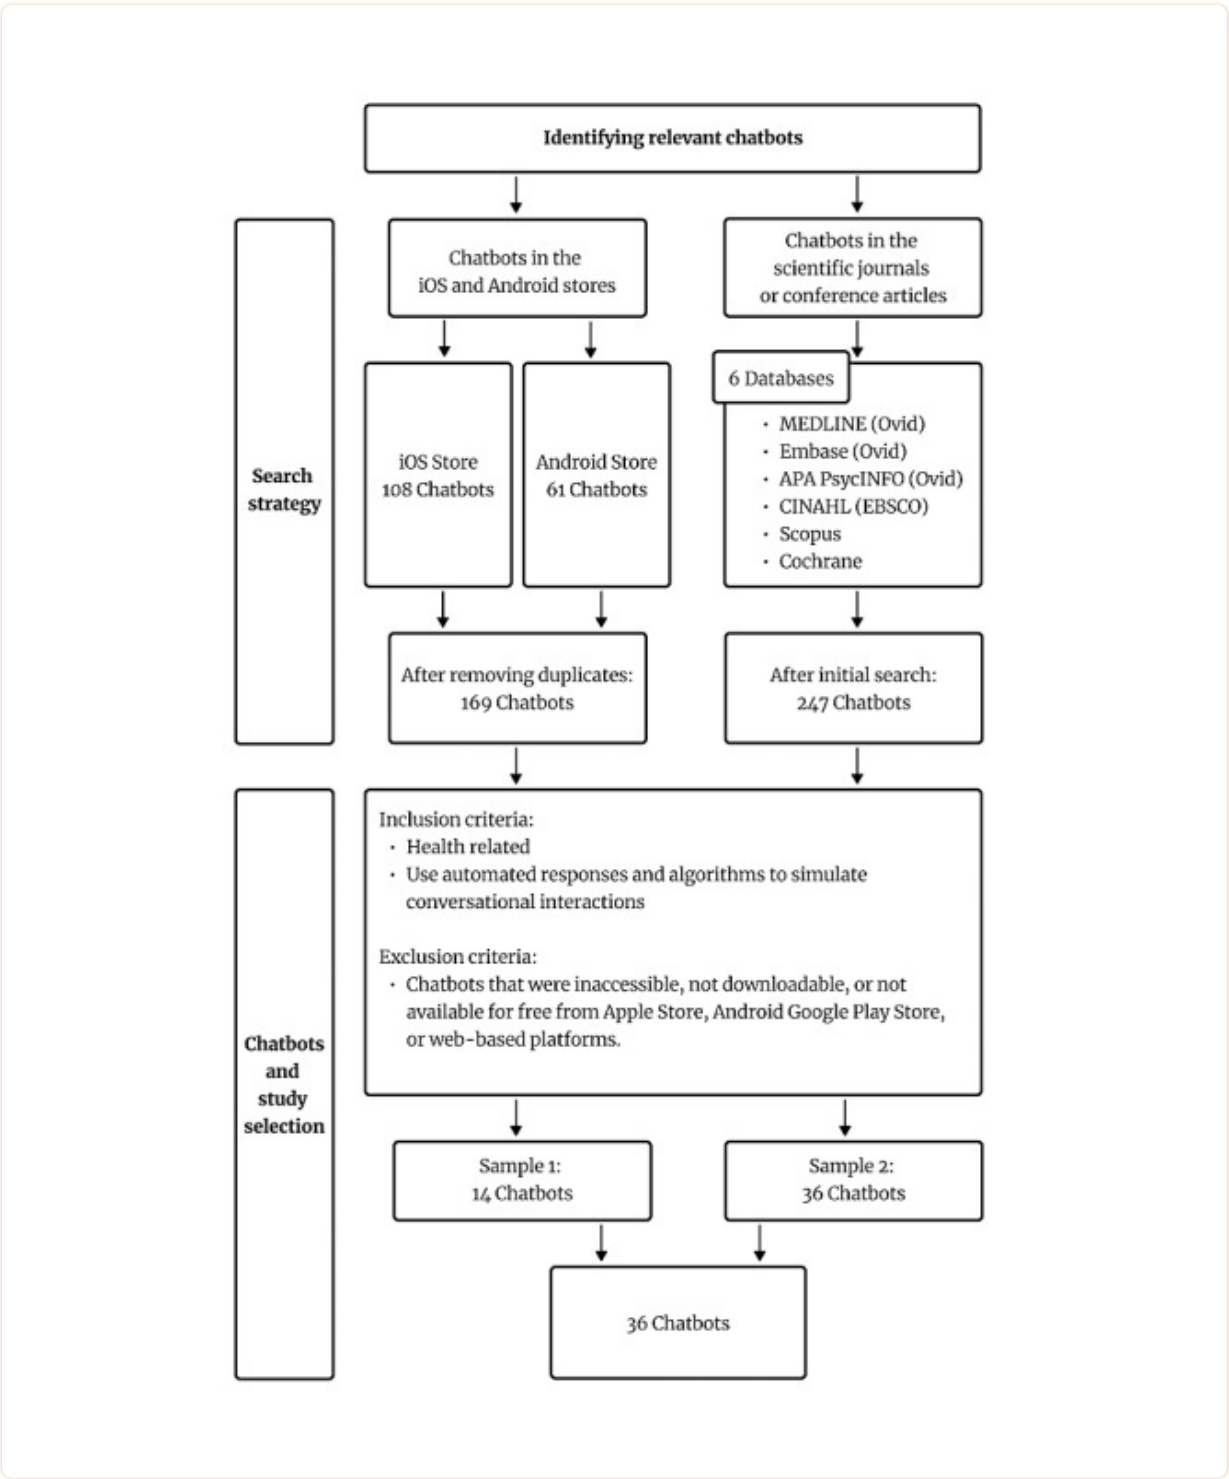 Identifying relevant chatbots
Search
strategy
Chatbots in the
iOS and Android stores
Chatbots in the
scientific journals
or conference articles
iOS Store
108 Chatbots
Android Store
61 Chatbots
6 Databases
· MEDLINE (Ovid)
· Embase (Ovid)
· APA PsycINFO (Ovid)
· CINAHL (EBSCO)
· Scopus
· Cochrane
After removing duplicates:
169 Chatbots
After initial search:
247 Chatbots
Chatbots
and
study
selection
Inclusion criteria:
· Health related
· Use automated responses and algorithms to simulate
conversational interactions
Exclusion criteria:
· Chatbots that were inaccessible, not downloadable, or not
available for free from Apple Store, Android Google Play Store,
or web-based platforms.
Sample 1:
14 Chatbots
Sample 2:
36 Chatbots
36 Chatbots